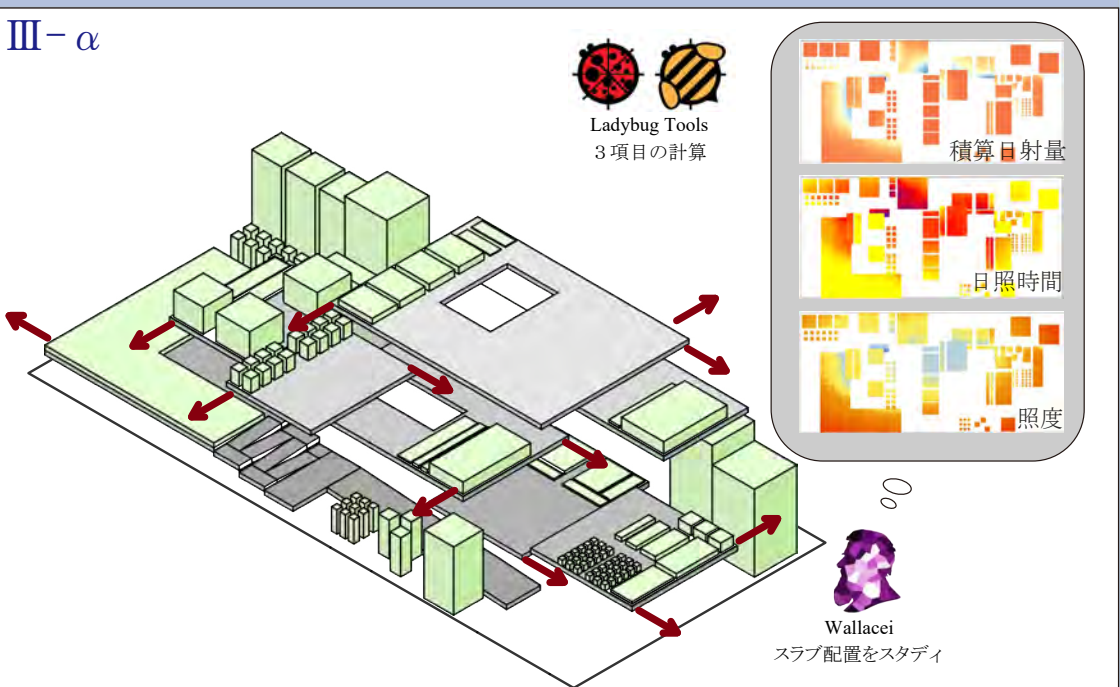 Ⅲ-α
Ladybug Tools
3項目の計算
積算日射量
日照時間
照度
Wallacei
スラブ配置をスタディ